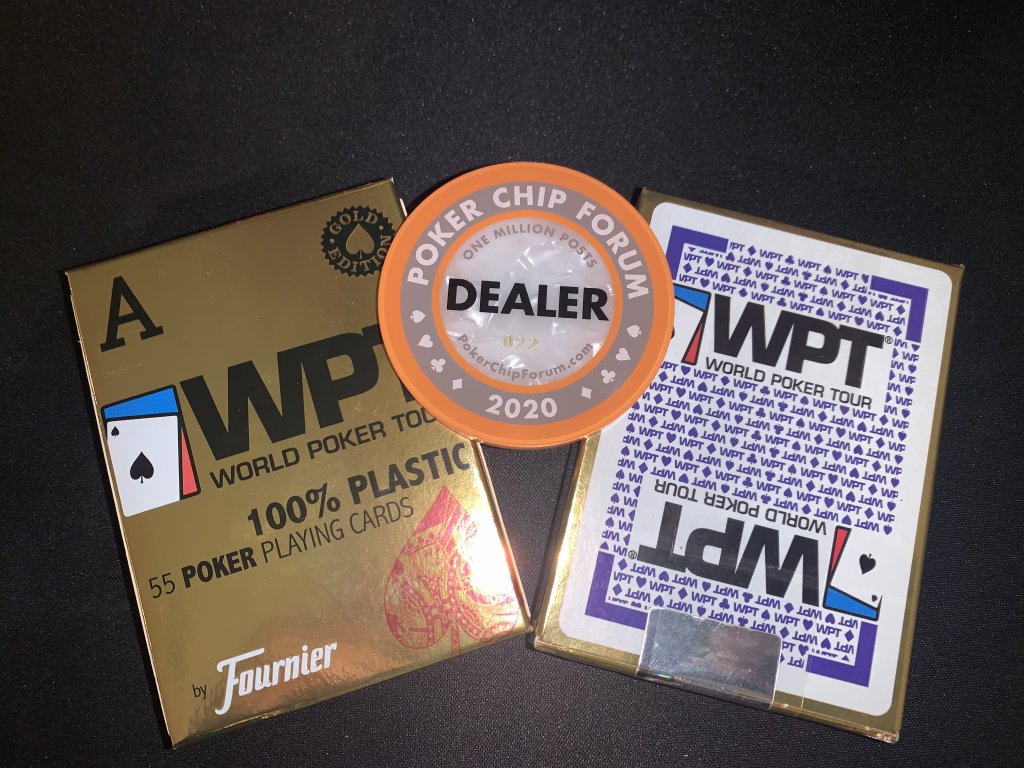 A
GOLD
EDITION
WPT
WORLD POKER TOU
100% PLASTIC
55 POKER PLAYING CARDS
by Fournier
POKER CHIP FORUM
ONE MILLION POSTS
DEALER
022
PokerChipForum.com
2020
WPT®
WORLD POKER TOUR
WORLD POKER TOUR
WPT®